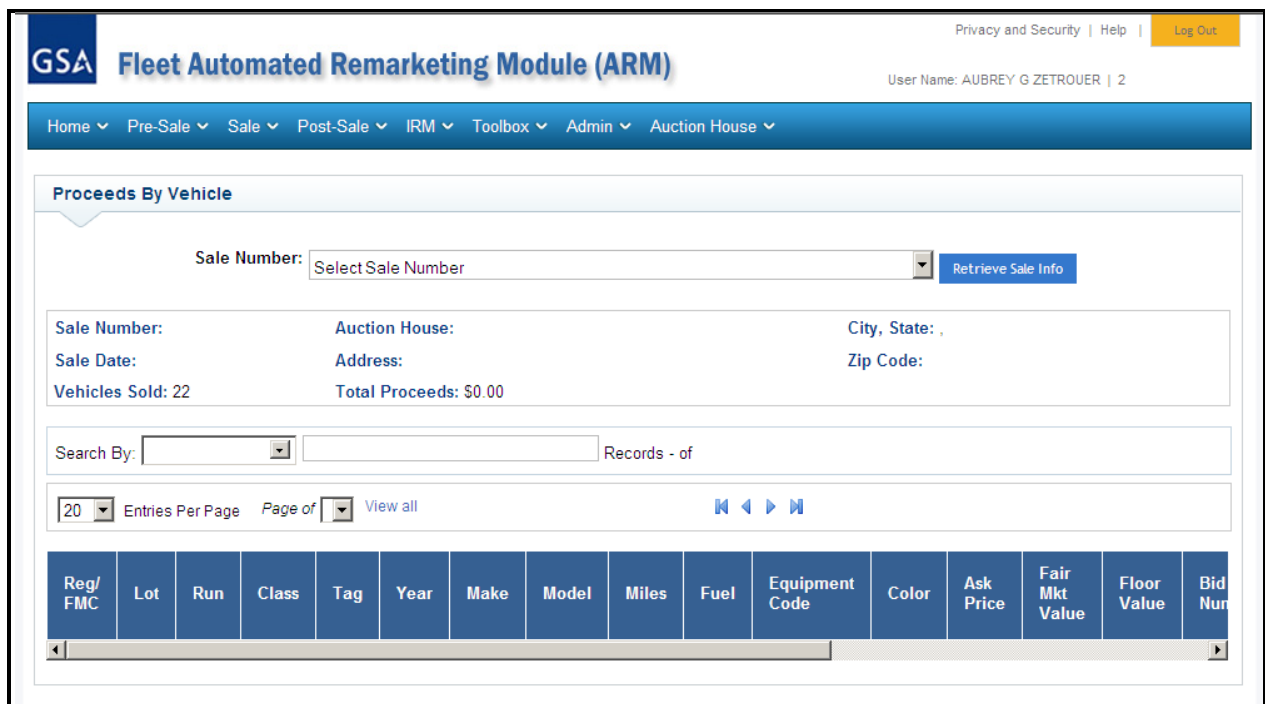 Privacy and Security | Help | Log Out
GSA Fleet Automated Remarketing Module (ARM)
User Name: AUBREY G ZETROUER | 2
Home Pre-Sale Sale Post-Sale IRM Toolbox Admin Auction House
Proceeds By Vehicle
Sale Number: Select Sale Number Retrieve Sale Info
Sale Number: Auction House: City, State: ,
Sale Date: Address: Zip Code:
Vehicles Sold: 22 Total Proceeds: $0.00
Search By: Records - of
20 Entries Per Page Page of View all
Reg/ FMC Lot Run Class Tag Year Make Model Miles Fuel Equipment Code Color Ask Price Fair Mkt Value Floor Value Bid Nun